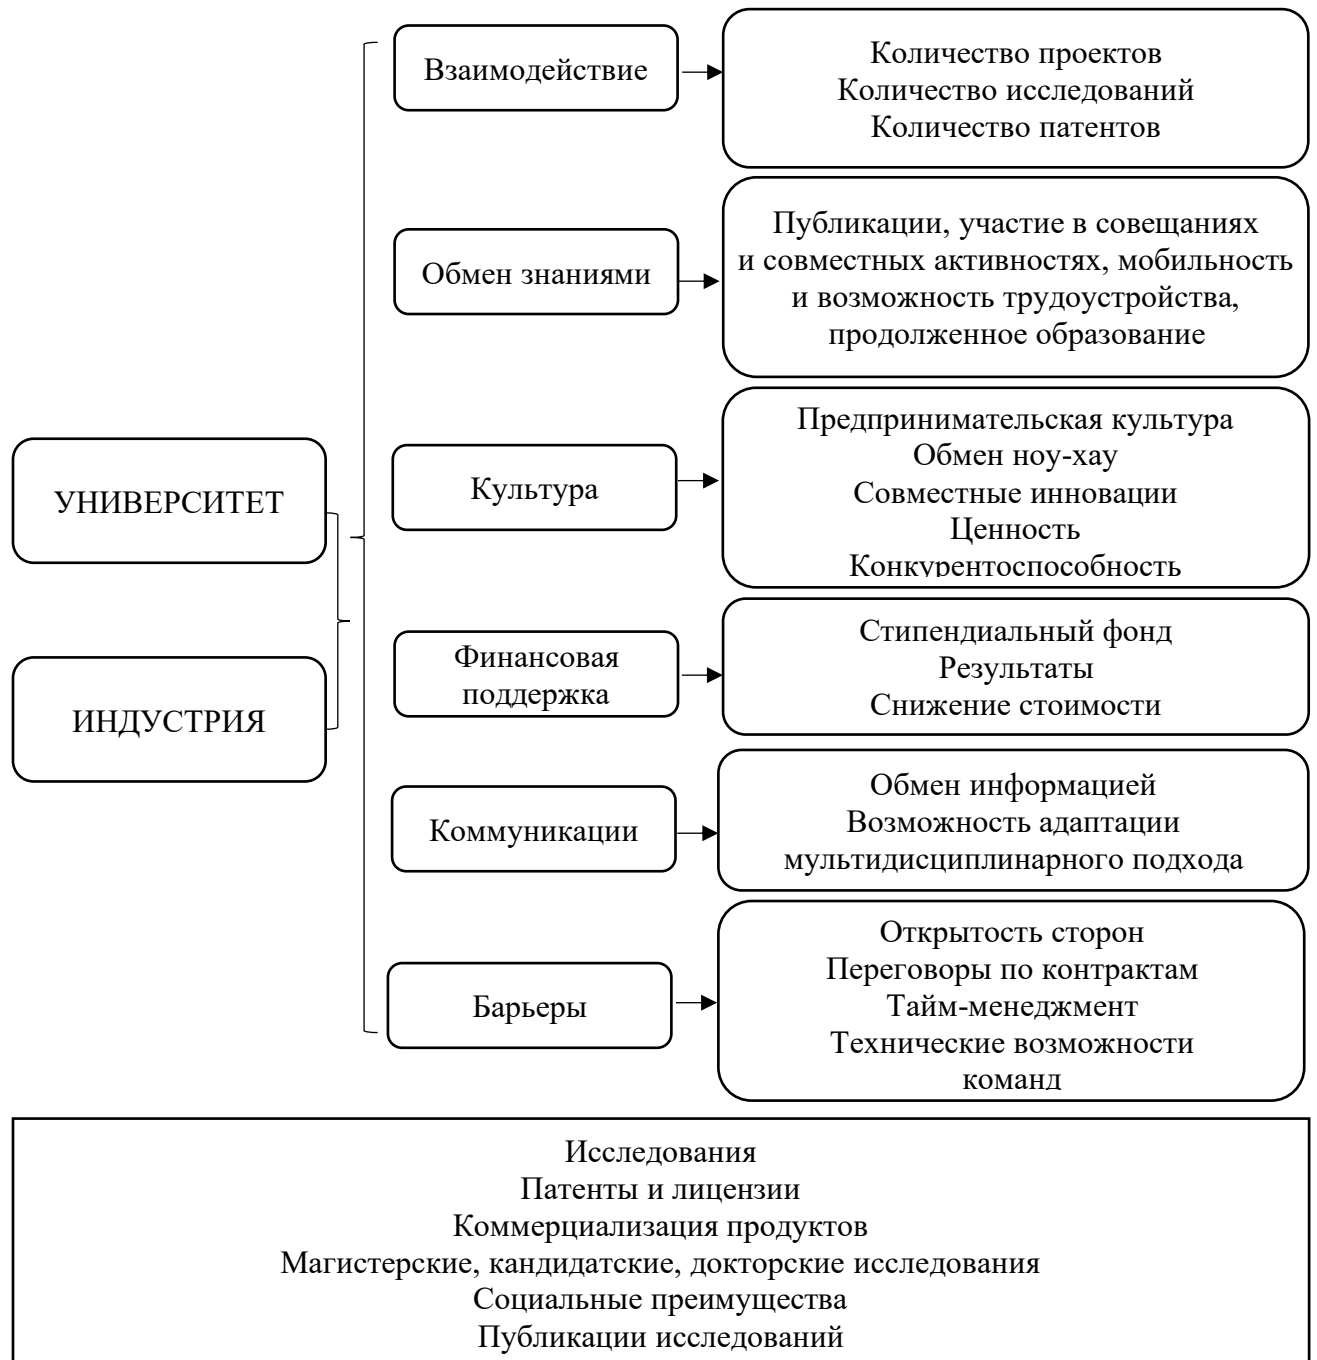 Взаимодействие
Количество проектов
Количество исследований
Количество патентов
Обмен знаниями
Публикации, участие в совещаниях
и совместных активностях, мобильность
и возможность трудоустройства,
продолженное образование
УНИВЕРСИТЕТ
ИНДУСТРИЯ
Культура
Предпринимательская культура
Обмен ноу-хау
Совместные инновации
Ценность
Конкурентоспособность
Финансовая
поддержка
Стипендиальный фонд
Результаты
Снижение стоимости
Коммуникации
Обмен информацией
Возможность адаптации
мультидисциплинарного подхода
Барьеры
Открытость сторон
Переговоры по контрактам
Тайм-менеджмент
Технические возможности
команд
Исследования
Патенты и лицензии
Коммерциализация продуктов
Магистерские, кандидатские, докторские исследования
Социальные преимущества
Публикации исследований